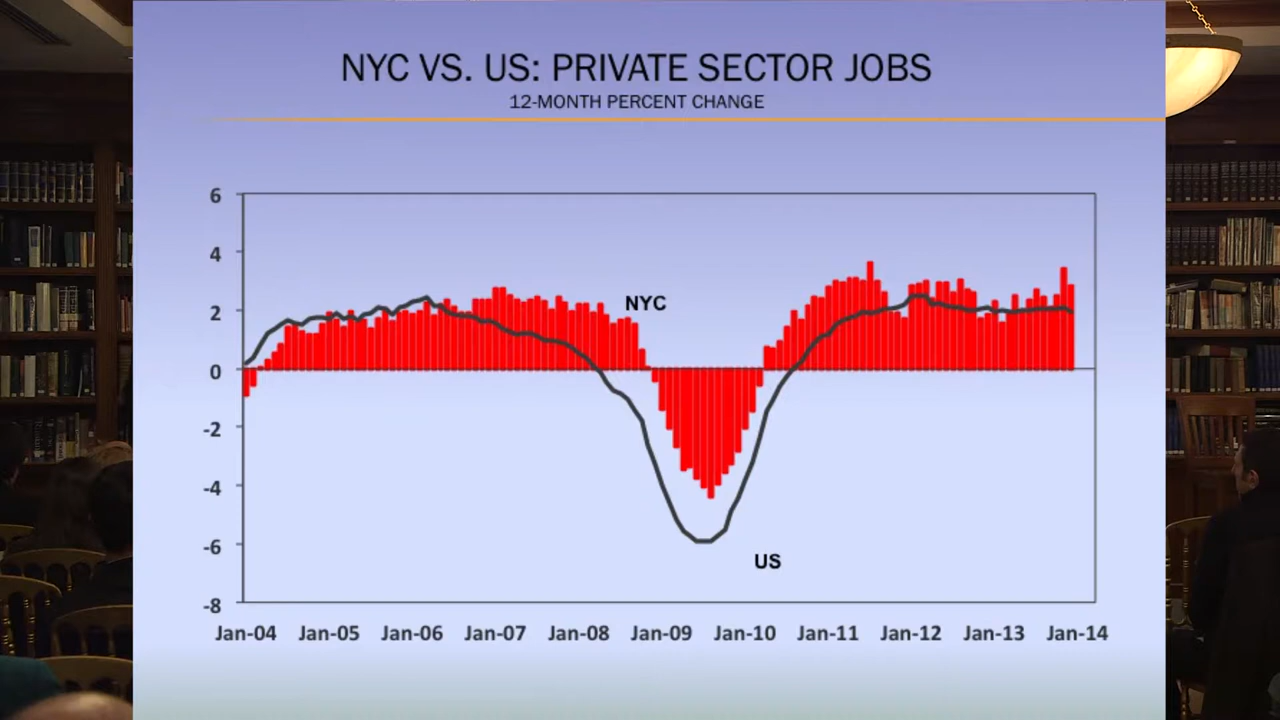 NYC VS. US: PRIVATE SECTOR JOBS
12-MONTH PERCENT CHANGE
6
4
2
0
-2
-4
-6
-8
NYC
US
Jan-04 Jan-05 Jan-06 Jan-07 Jan-08 Jan-09 Jan-10 Jan-11 Jan-12 Jan-13 Jan-14